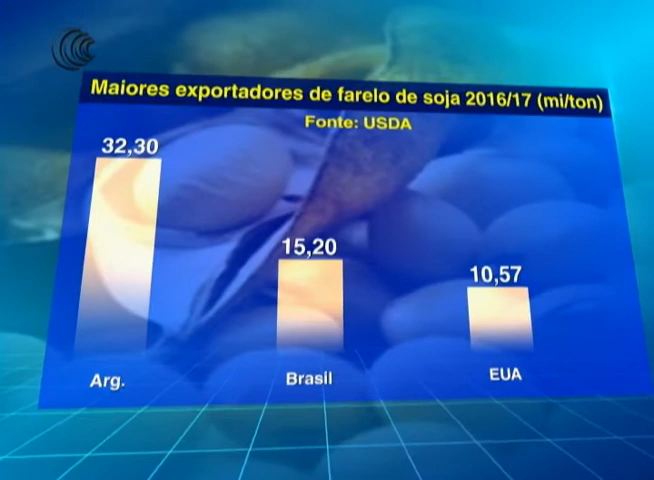 Maiores exportadores de farelo de soja 2016/17 (mi/ton)
Fonte: USDA
32,30
15,20
10,57
Arg.
Brasil
EUA